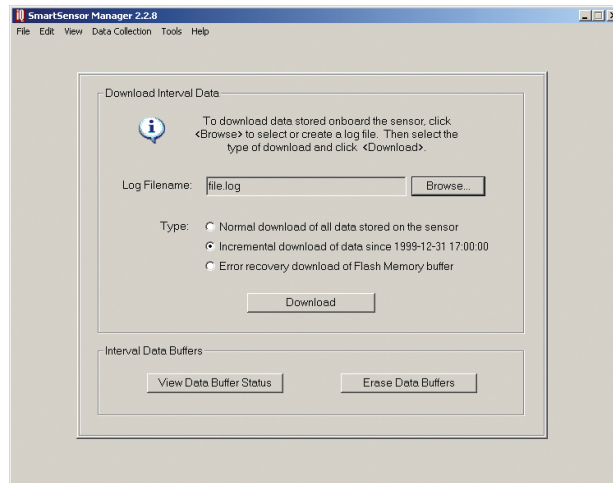 iQ SmartSensor Manager 2.2.8
File Edit View Data Collection Tools Help
Download Interval Data
To download data stored onboard the sensor, click
<Browse> to select or create a log file. Then select the
type of download and click <Download>.
Log Filename: file.log Browse...
Type: Normal download of all data stored on the sensor
Incremental download of data since 1999-12-31 17:00:00
Error recovery download of Flash Memory buffer
Download
Interval Data Buffers
View Data Buffer Status Erase Data Buffers